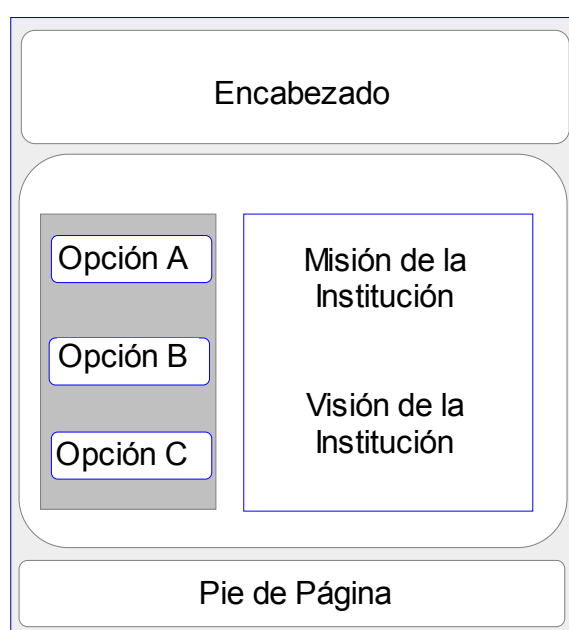 Encabezado
Opción A
Opción B
Opción C
Misión de la
Institución
Visión de la
Institución
Pie de Página